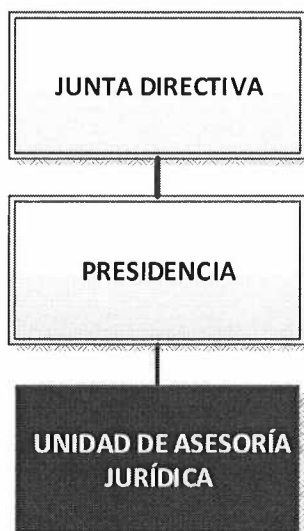 JUNTA DIRECTIVA
PRESIDENCIA
UNIDAD DE ASESORÍA
JURÍDICA